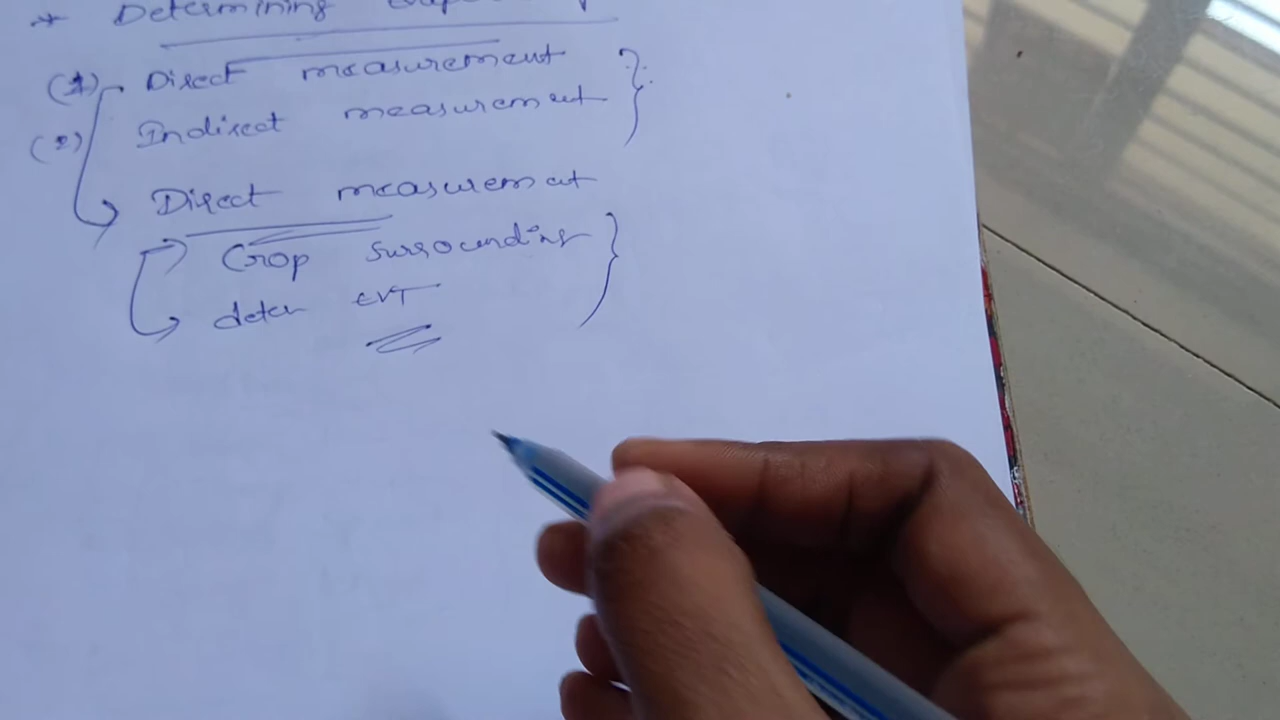 * Determining
(1) Direct measurement
(2) Indirect measurement
Direct measurement
Crop surrounding
deter EVT